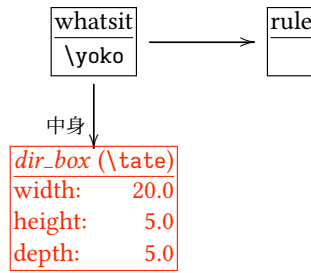 whatsit
\yoko
rule
中身
dir_box (\tate)
width: 20.0
height: 5.0
depth: 5.0